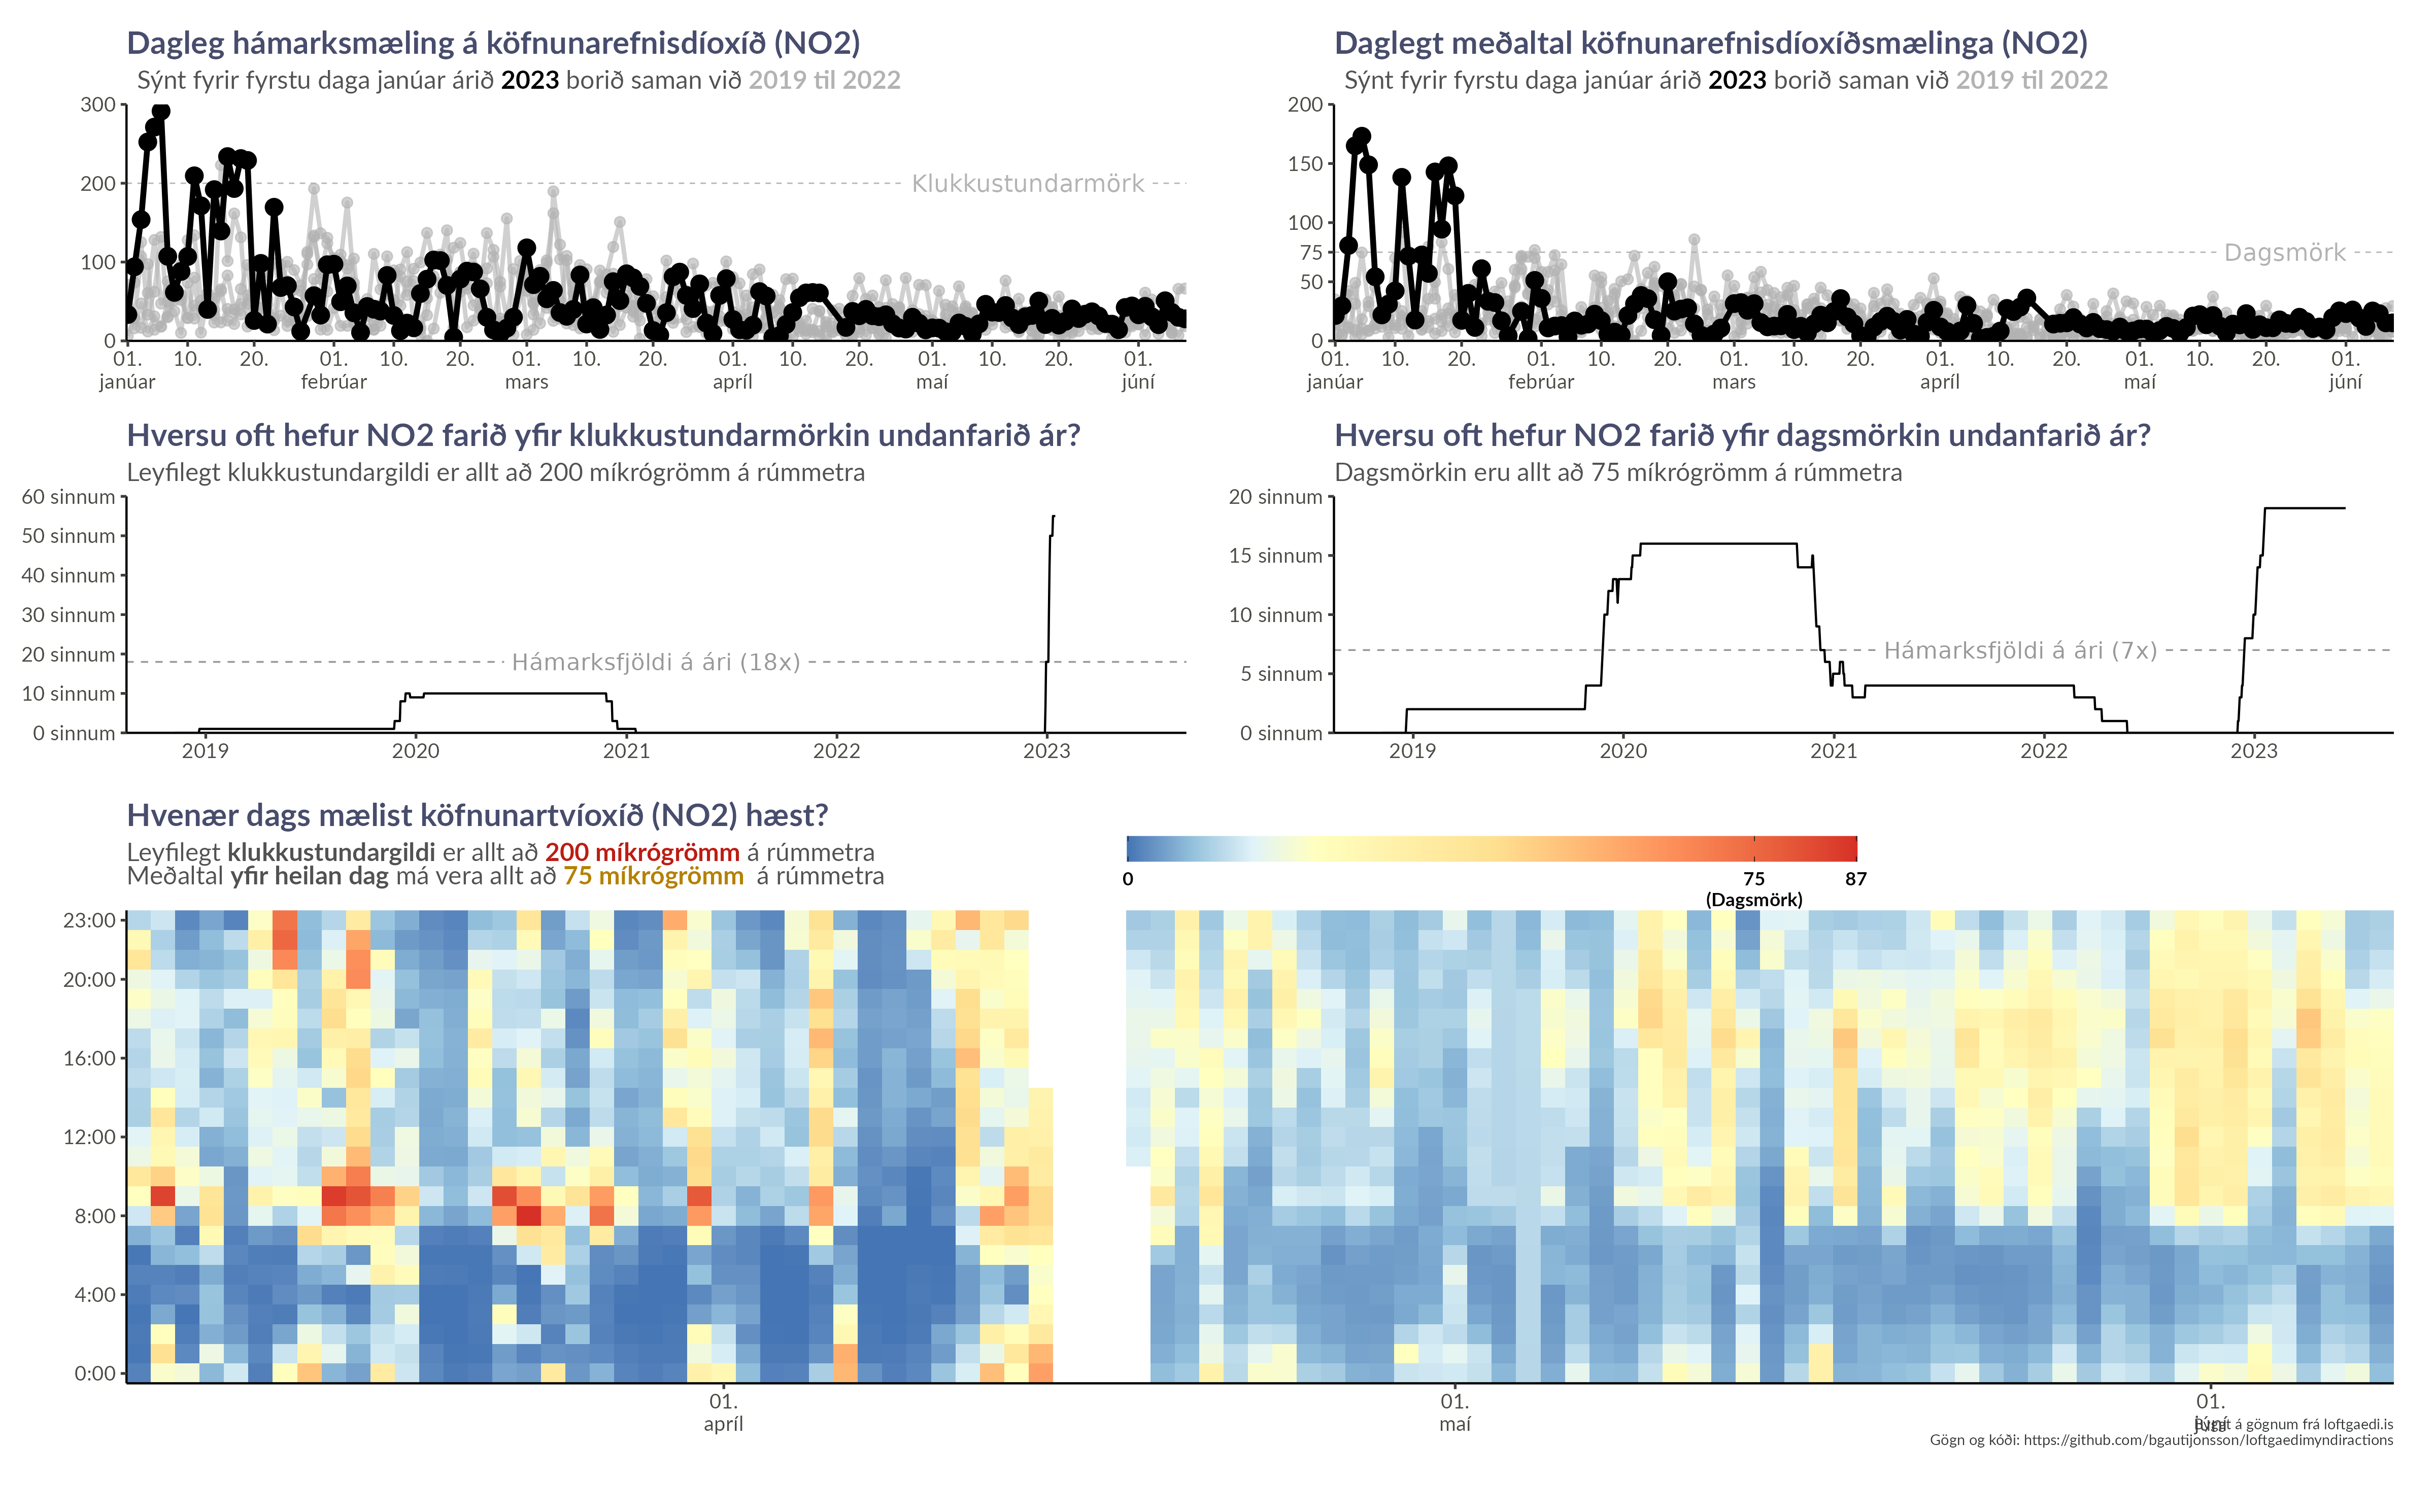 Dagleg hámarksmæling á köfnunarefnisdíoxíð (NO2)
Sýnt fyrir fyrstu daga janúar árið 2023 borið saman við 2019 til 2022
300
200
100
0
Klukkustundarmörk
01. 10. 20. 01. 10. 20. 01. 10. 20. 01. 10. 20. 01. 10. 20. 01.
janúar febrúar mars apríl maí júní
Daglegt meðaltal köfnunarefnisdíoxíðsmælinga (NO2)
Sýnt fyrir fyrstu daga janúar árið 2023 borið saman við 2019 til 2022
200
150
100
75
50
0
Dagsmörk
01. 10. 20. 01. 10. 20. 01. 10. 20. 01. 10. 20. 01. 10. 20. 01.
janúar febrúar mars apríl maí júní
Hversu oft hefur NO2 farið yfir klukkustundarmörkin undanfarið ár?
Leyfilegt klukkustundargildi er allt að 200 míkrógrömm á rúmmetra
60 sinnum
50 sinnum
40 sinnum
30 sinnum
20 sinnum
10 sinnum
0 sinnum
Hámarksfjöldi á ári (18x)
2019 2020 2021 2022 2023
Hversu oft hefur NO2 farið yfir dagsmörkin undanfarið ár?
Dagsmörkin eru allt að 75 míkrógrömm á rúmmetra
20 sinnum
15 sinnum
10 sinnum
5 sinnum
0 sinnum
Hámarksfjöldi á ári (7x)
2019 2020 2021 2022 2023
Hvenær dags mælist köfnunartvíoxíð (NO2) hæst?
Leyfilegt klukkustundargildi er allt að 200 míkrógrömm á rúmmetra
Meðaltal yfir heilan dag má vera allt að 75 míkrógrömm á rúmmetra
0 75 87
(Dagsmörk)
23:00
20:00
16:00
12:00
8:00
4:00
0:00
01. 01. 01.
apríl maí júní
á gögnum frá loftgaedi.is
Gögn og kóði: https://github.com/bgautijonsson/loftgaedimyndiractions